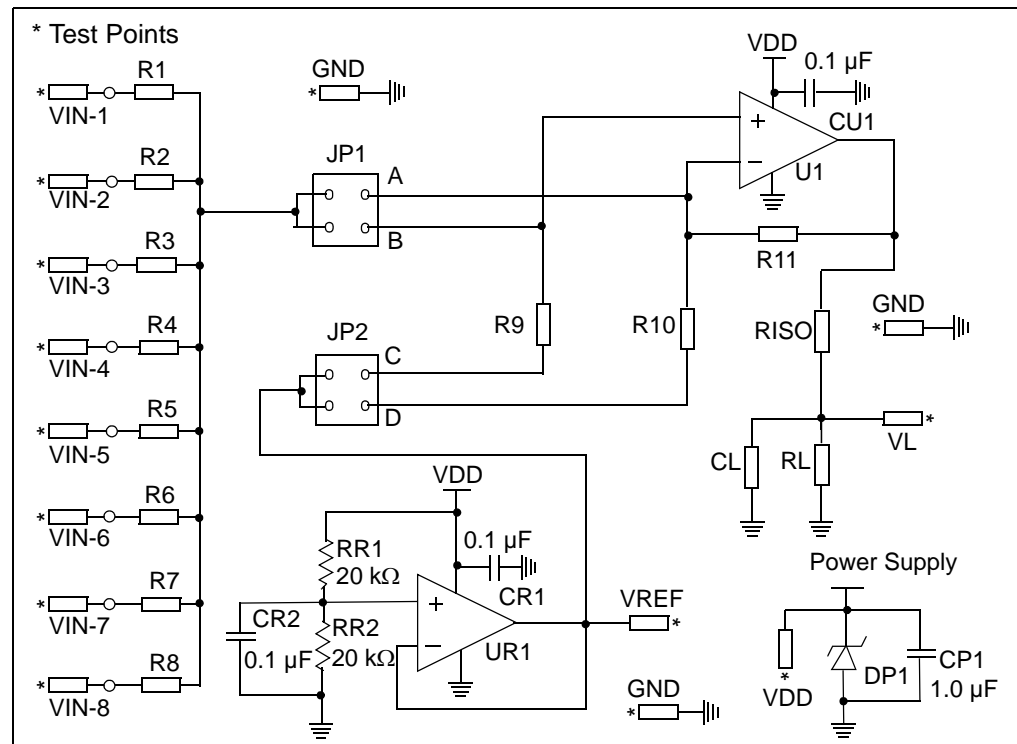 * Test Points
R1
* VIN-1
R2
* VIN-2
R3
* VIN-3
R4
* VIN-4
R5
* VIN-5
R6
* VIN-6
R7
* VIN-7
R8
* VIN-8
GND
*
JP1
A
B
JP2
C
D
R9
R10
R11
VDD
0.1 µF
CU1
+
−
U1
RISO
GND
*
VL
*
CL
RL
VDD
0.1 µF
CR1
RR1
20 kΩ
CR2
0.1 µF
RR2
20 kΩ
+
−
UR1
VREF
*
GND
*
Power Supply
*
VDD
DP1
CP1
1.0 µF